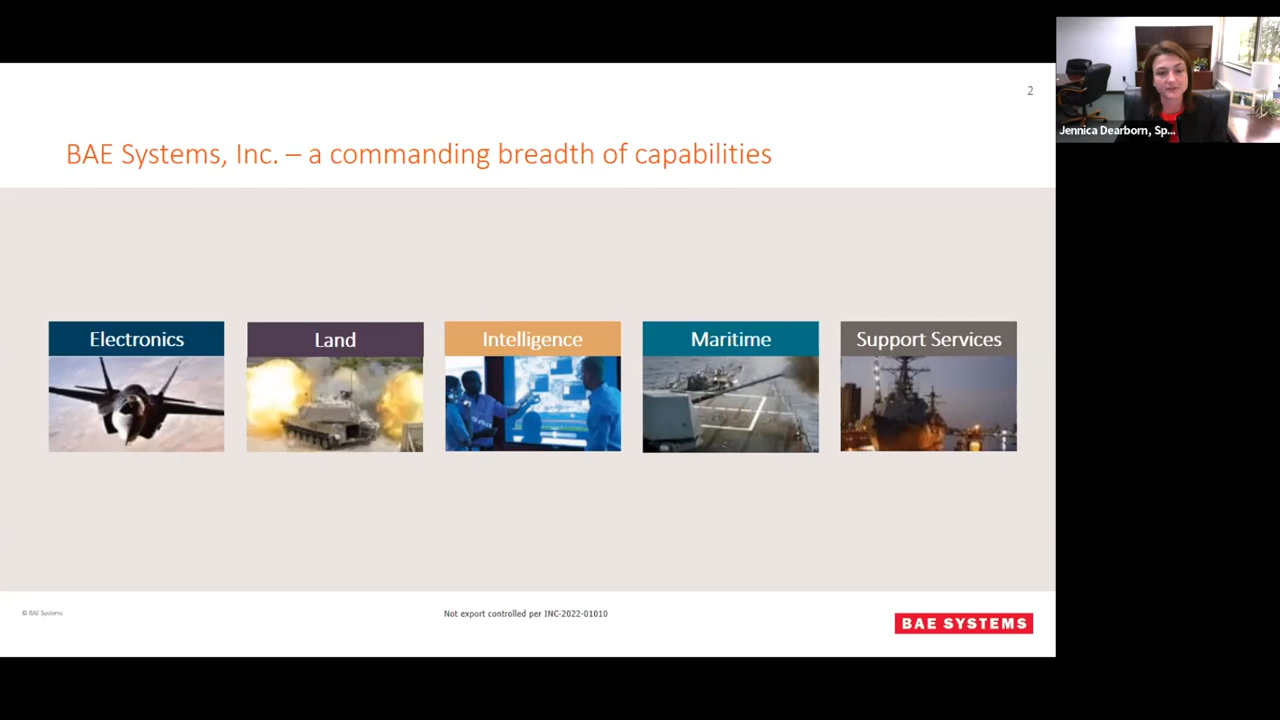 2
Jennica Dearborn, Sp...
BAE Systems, Inc. – a commanding breadth of capabilities
Electronics
Land
Intelligence
Maritime
Support Services
© BAE Systems
Not export controlled per INC-2022-01010
BAE SYSTEMS